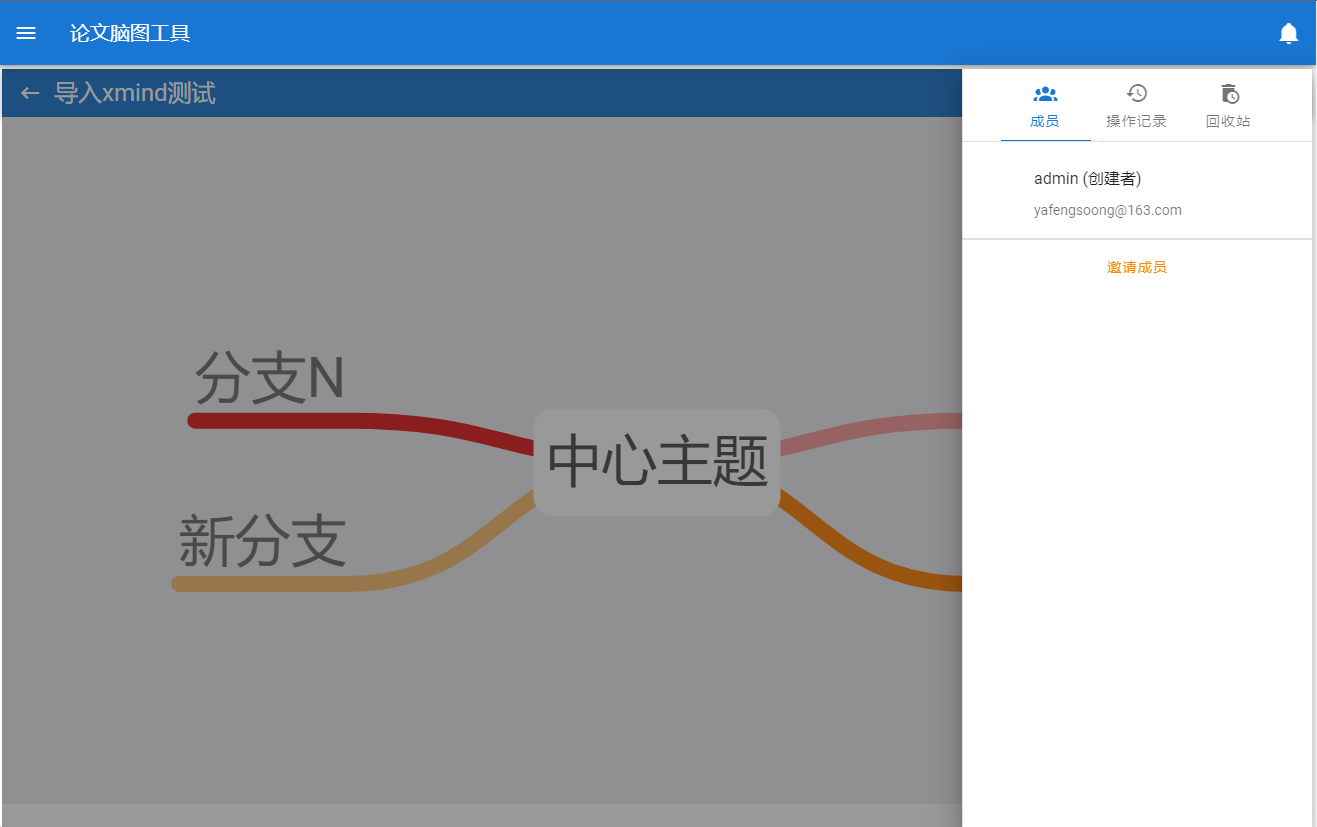 论文脑图工具
导入xmind测试
成员
操作记录
回收站
admin (创建者)
yafengsoong@163.com
邀请成员
分支N
中心主题
新分支